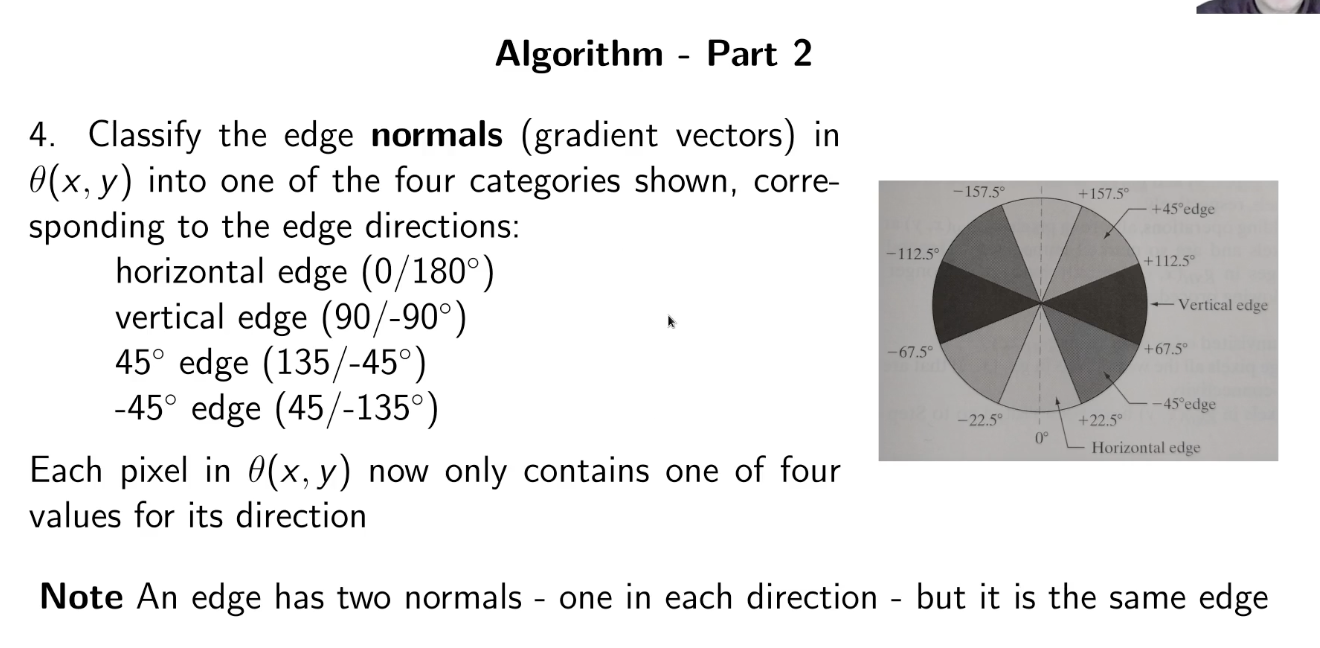 Algorithm - Part 2
4. Classify the edge normals (gradient vectors) in
θ(x, y) into one of the four categories shown, corre-
sponding to the edge directions:
horizontal edge (0/180°)
vertical edge (90/-90°)
45° edge (135/-45°)
-45° edge (45/-135°)
Each pixel in θ(x, y) now only contains one of four
values for its direction
Note An edge has two normals - one in each direction - but it is the same edge
−157.5°
+157.5°
+45°edge
−112.5°
+112.5°
Vertical edge
−67.5°
+67.5°
−45°edge
−22.5°
+22.5°
0°
Horizontal edge